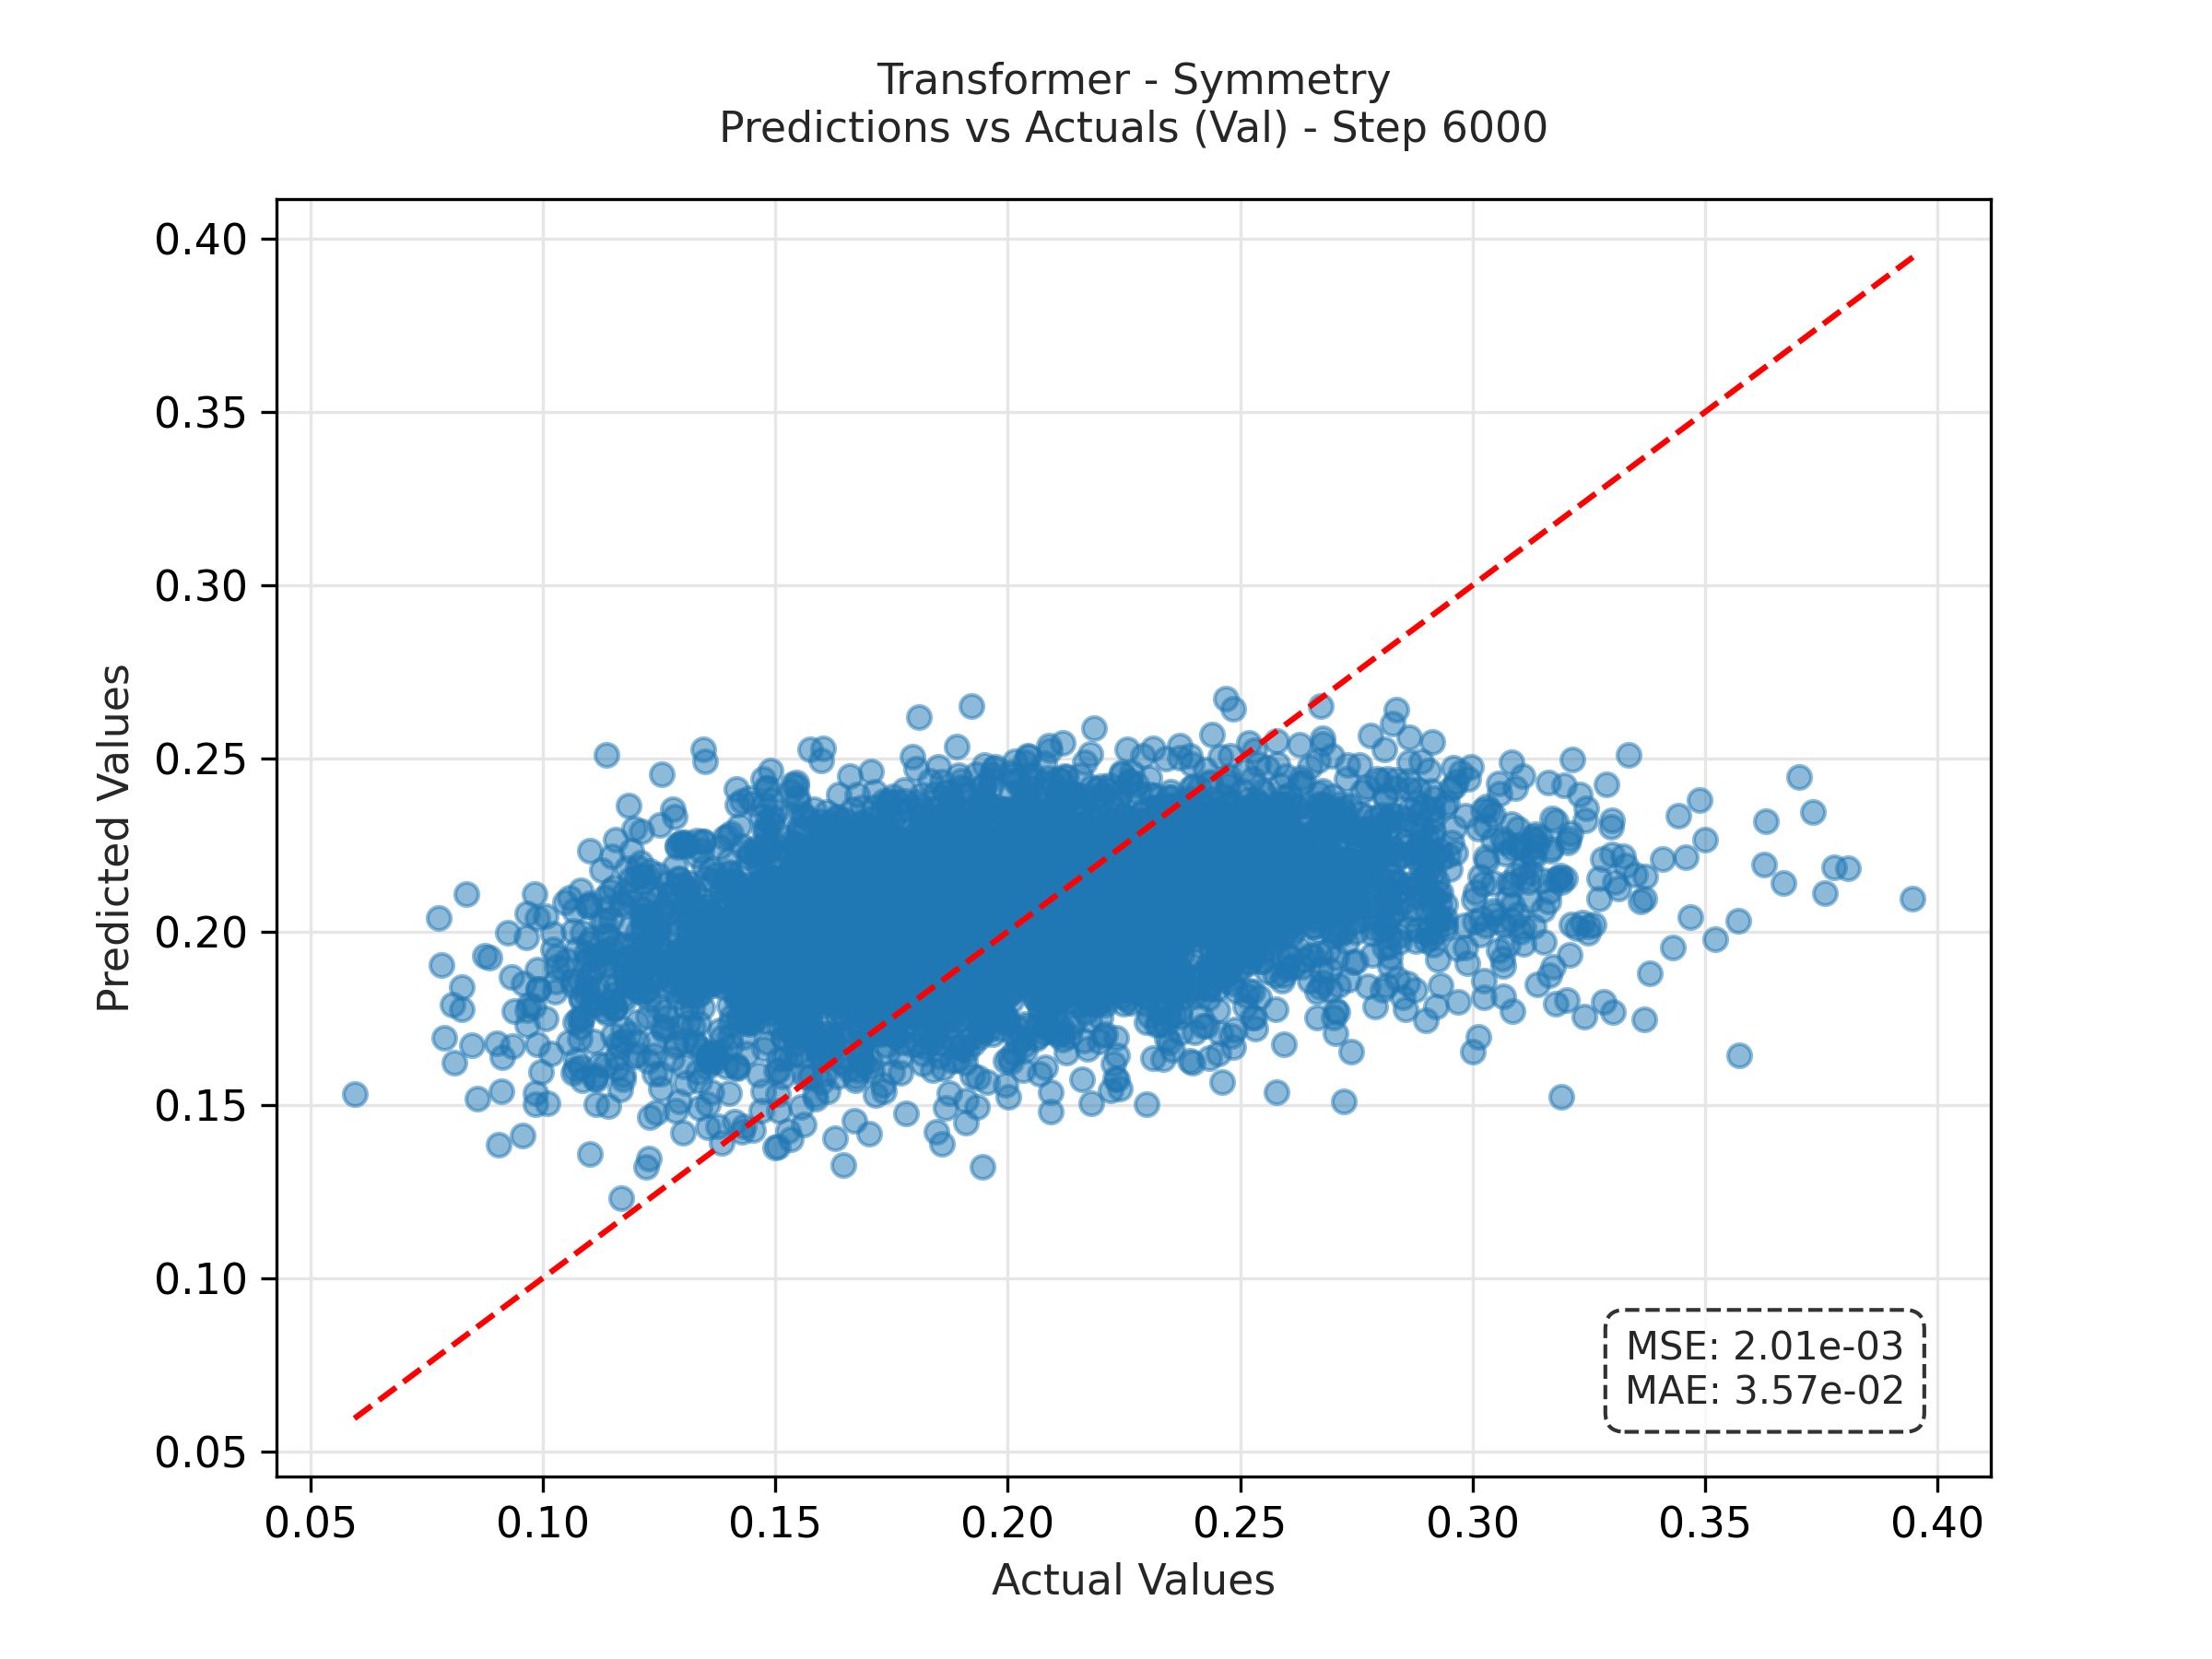 Transformer - Symmetry
Predictions vs Actuals (Val) - Step 6000
0.40
0.35
0.30
0.25
0.20
0.15
0.10
0.05
Predicted Values
MSE: 2.01e-03
MAE: 3.57e-02
0.05 0.10 0.15 0.20 0.25 0.30 0.35 0.40
Actual Values